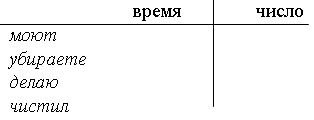 время число
моют
убираете
делаю
чистил